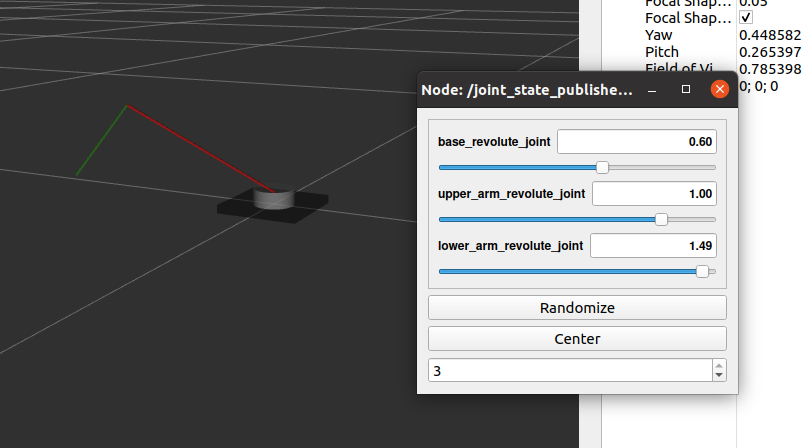 Focal Shap... 0.05
Focal Shap... ✓
Yaw 0.448582
Pitch 0.265397
Field of Vi... 0.785398
0; 0; 0
Node: /joint_state_publishe...
base_revolute_joint 0.60
upper_arm_revolute_joint 1.00
lower_arm_revolute_joint 1.49
Randomize
Center
3